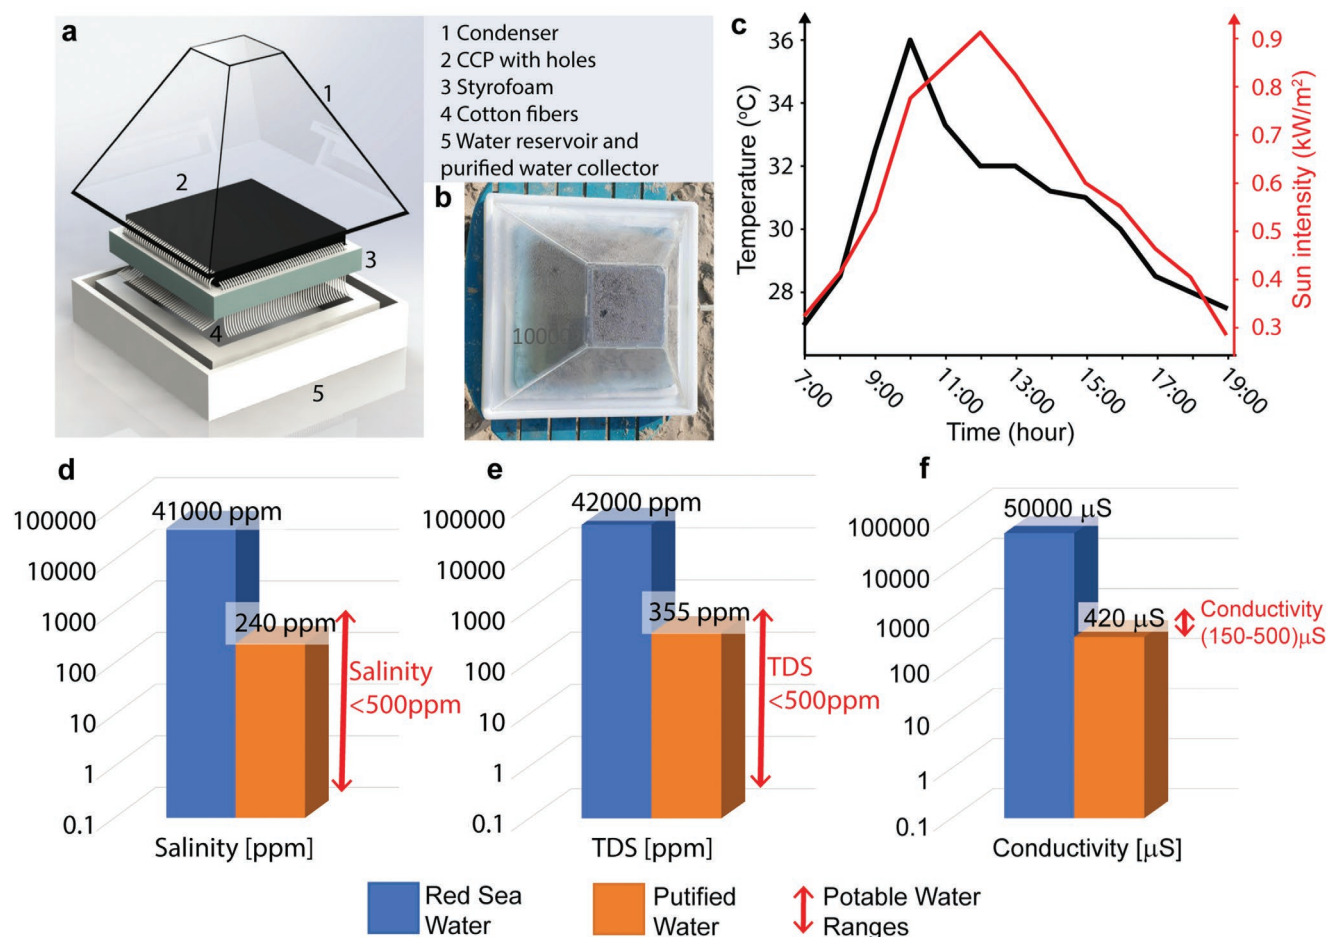 a
1 Condenser
2 CCP with holes
3 Styrofoam
4 Cotton fibers
5 Water reservoir and
purified water collector
1
2
3
4
5
b
10000
c
Temperature (°C)
36
34
32
30
28
Sun intensity (kW/m²)
0.9
0.8
0.7
0.6
0.5
0.4
0.3
7:00
9:00
11:00
13:00
15:00
17:00
19:00
Time (hour)
d
100000
10000
1000
100
10
1
0.1
41000 ppm
240 ppm
Salinity
<500ppm
Salinity [ppm]
e
100000
10000
1000
100
10
1
0.1
42000 ppm
355 ppm
TDS
<500ppm
TDS [ppm]
f
100000
10000
1000
100
10
1
0.1
50000 µS
420 µS
Conductivity
(150-500)µS
Conductivity [µS]
Red Sea
Water
Putified
Water
Potable Water
Ranges